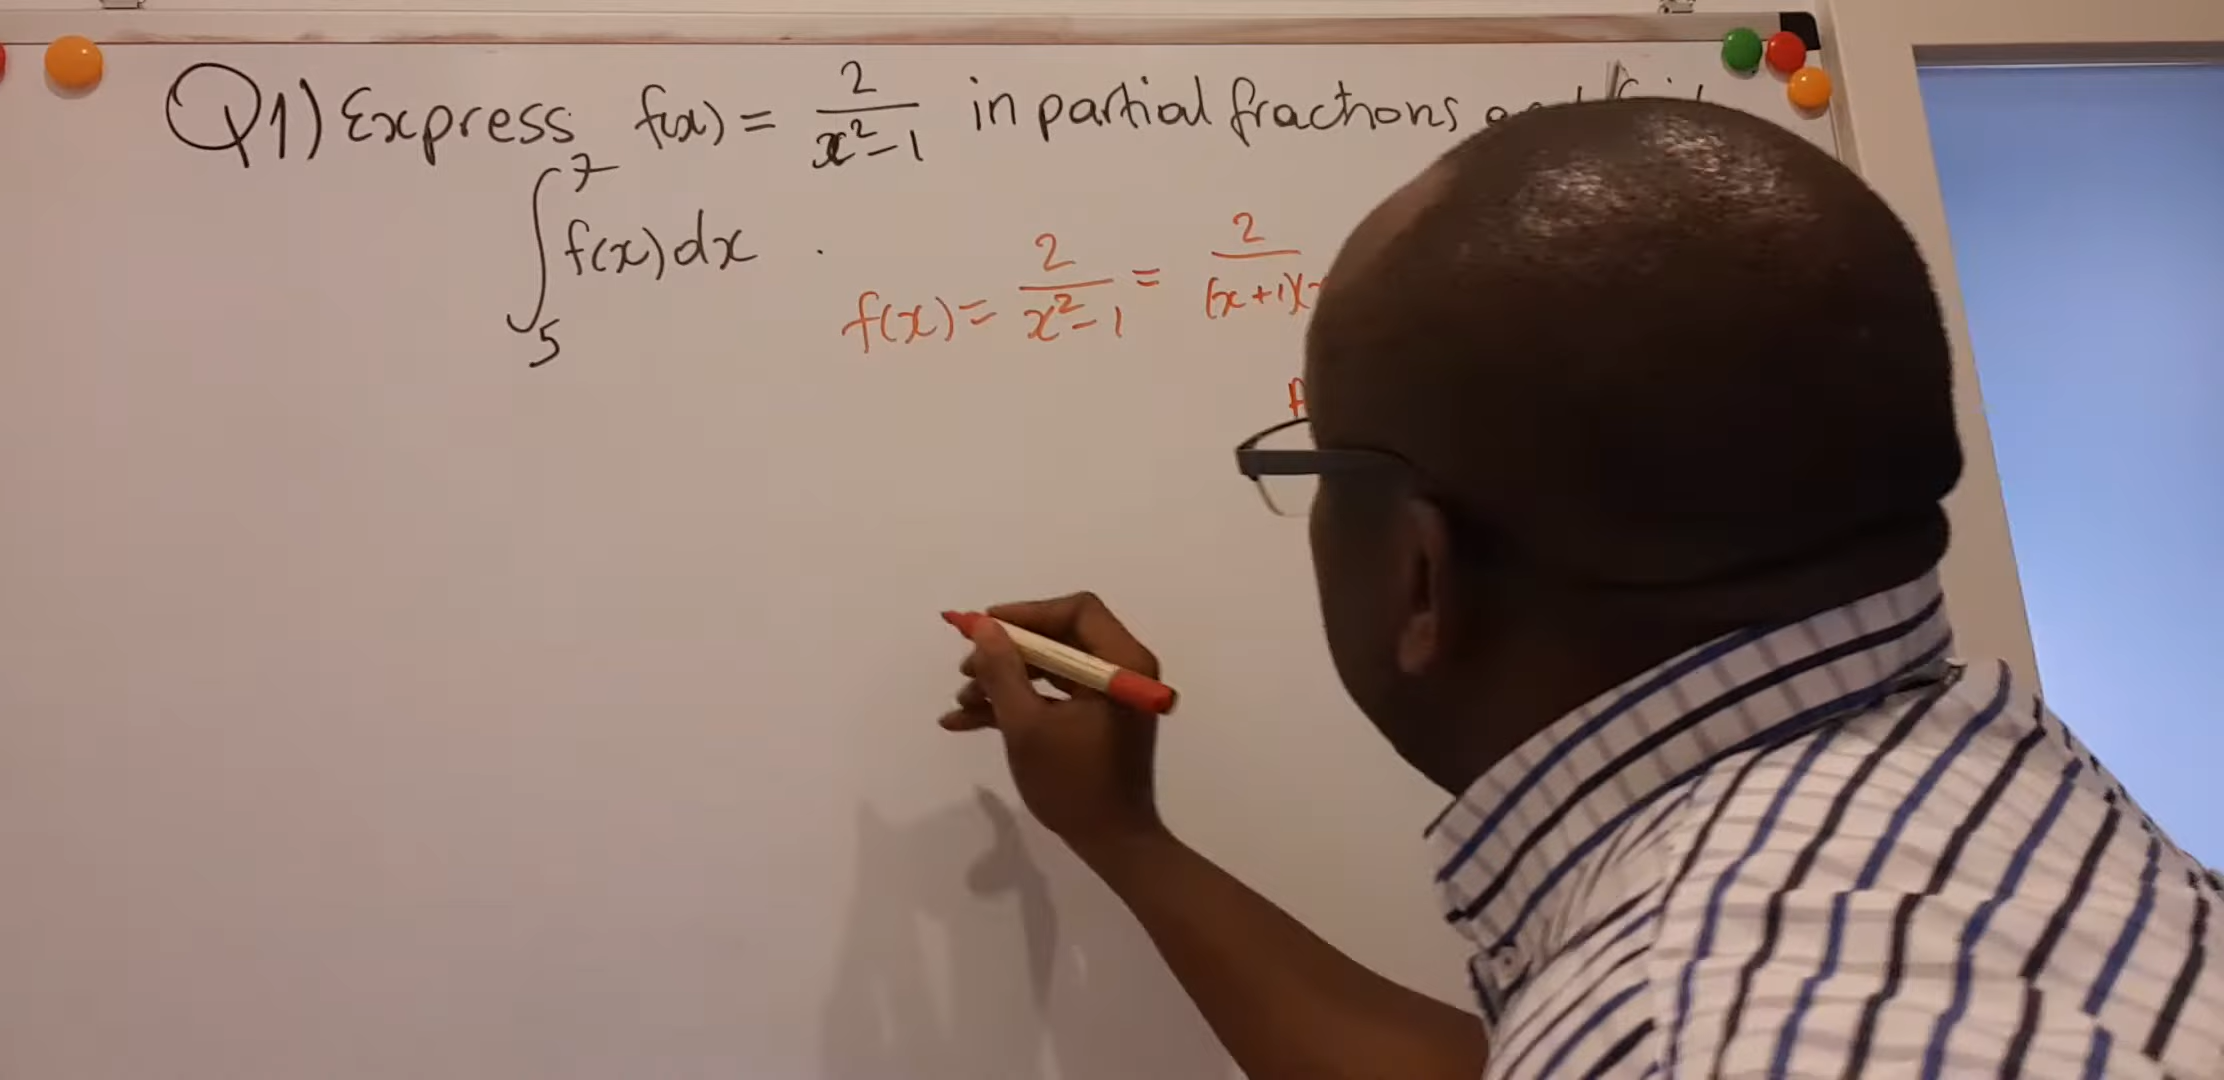 Q1) Express f(x) = 2/(x²-1) in partial fractions
∫₅⁷ f(x) dx .
f(x) = 2/(x²-1) = 2/(x+1)(
A